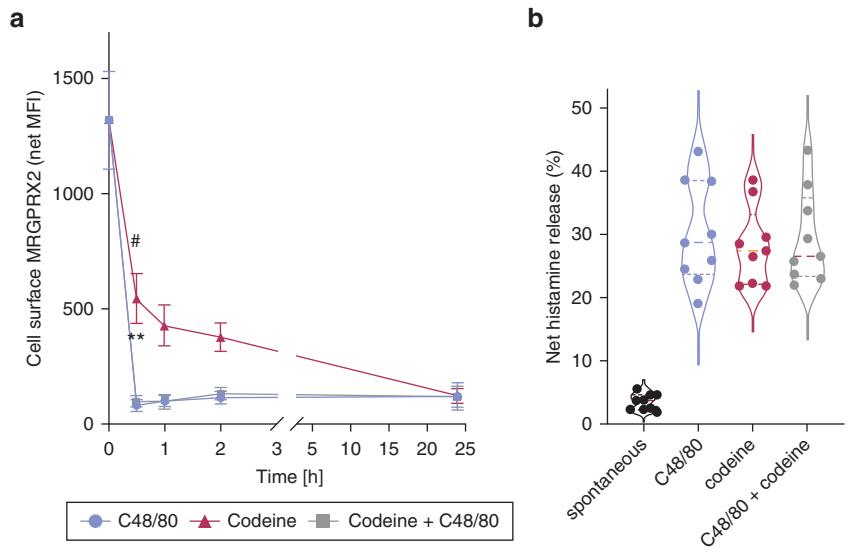 a
Cell surface MRGPRX2 (net MFI)
1500
1000
500
0
#
**
0
1
2
3
5
10
15
20
25
Time [h]
C48/80
Codeine
Codeine + C48/80
b
Net histamine release (%)
50
40
30
20
10
0
spontaneous
C48/80
codeine
C48/80 + codeine